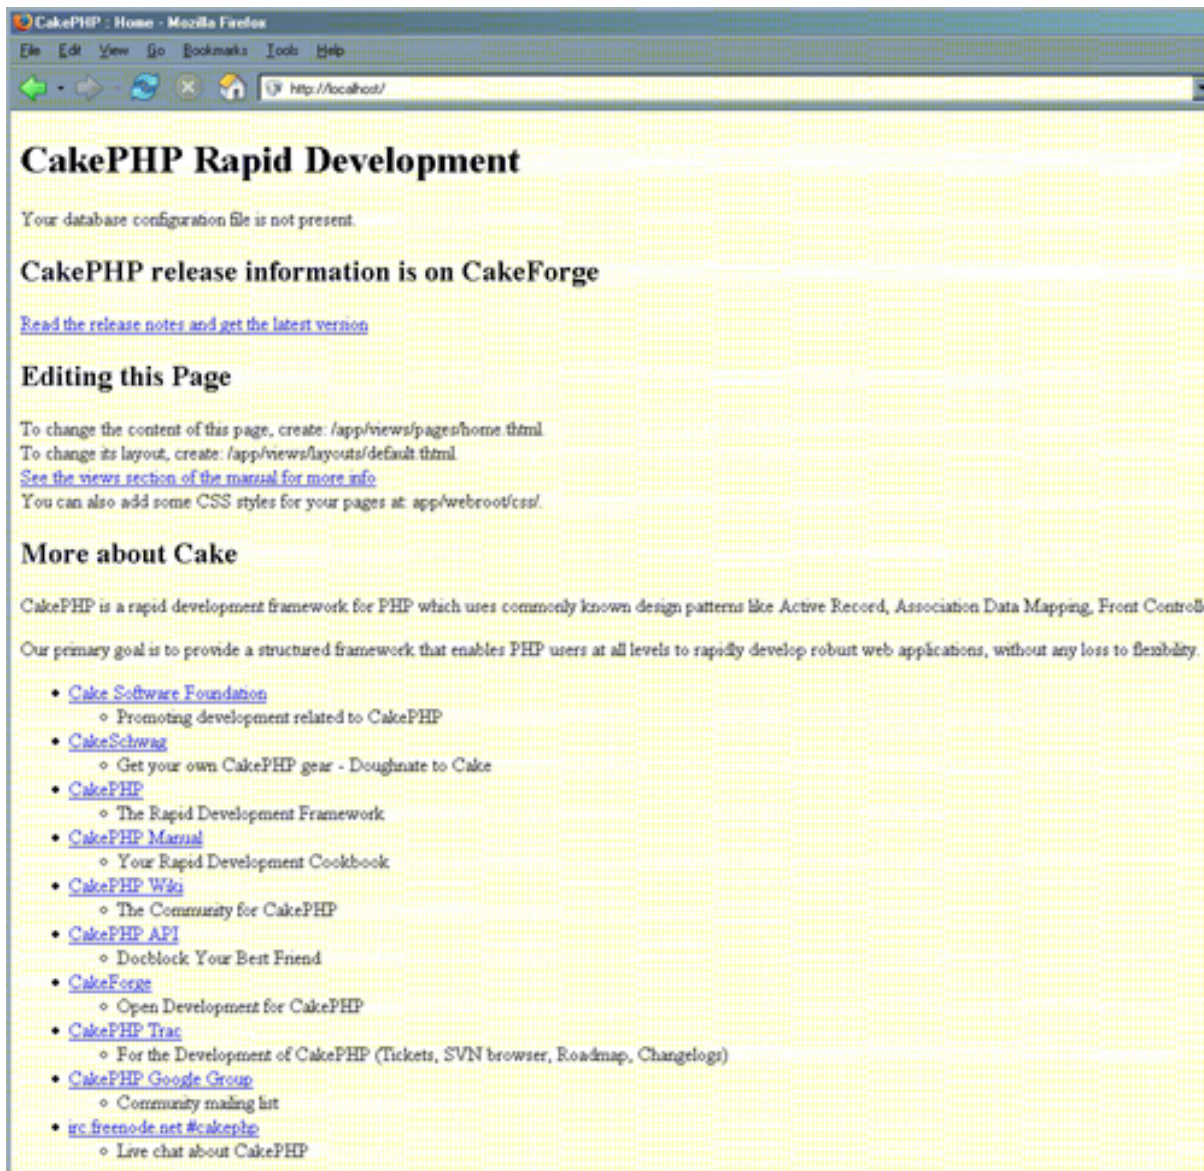 CakePHP : Home - Mozilla Firefox
File Edit View Go Bookmarks Tools Help
http://localhost/
CakePHP Rapid Development
Your database configuration file is not present.
CakePHP release information is on CakeForge
Read the release notes and get the latest version
Editing this Page
To change the content of this page, create: /app/views/pages/home.thtml.
To change its layout, create: /app/views/layouts/default.thtml.
See the views section of the manual for more info
You can also add some CSS styles for your pages at: app/webroot/css/.
More about Cake
CakePHP is a rapid development framework for PHP which uses commonly known design patterns like Active Record, Association Data Mapping, Front Controll
Our primary goal is to provide a structured framework that enables PHP users at all levels to rapidly develop robust web applications, without any loss to flexibility.
Cake Software Foundation
Promoting development related to CakePHP
CakeSchwag
Get your own CakePHP gear - Doughnate to Cake
CakePHP
The Rapid Development Framework
CakePHP Manual
Your Rapid Development Cookbook
CakePHP Wiki
The Community for CakePHP
CakePHP API
Docblock Your Best Friend
CakeForge
Open Development for CakePHP
CakePHP Trac
For the Development of CakePHP (Tickets, SVN browser, Roadmap, Changelogs)
CakePHP Google Group
Community mailing list
irc.freenode.net #cakephp
Live chat about CakePHP